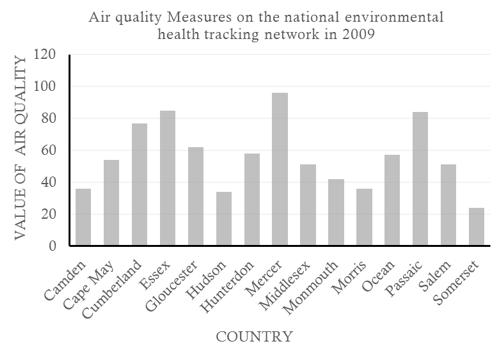 Air quality Measures on the national environmental
health tracking network in 2009
VALUE OF AIR QUALITY
120
100
80
60
40
20
0
Camden
Cape May
Cumberland
Essex
Gloucester
Hudson
Hunterdon
Mercer
Middlesex
Monmouth
Morris
Ocean
Passaic
Salem
Somerset
COUNTRY